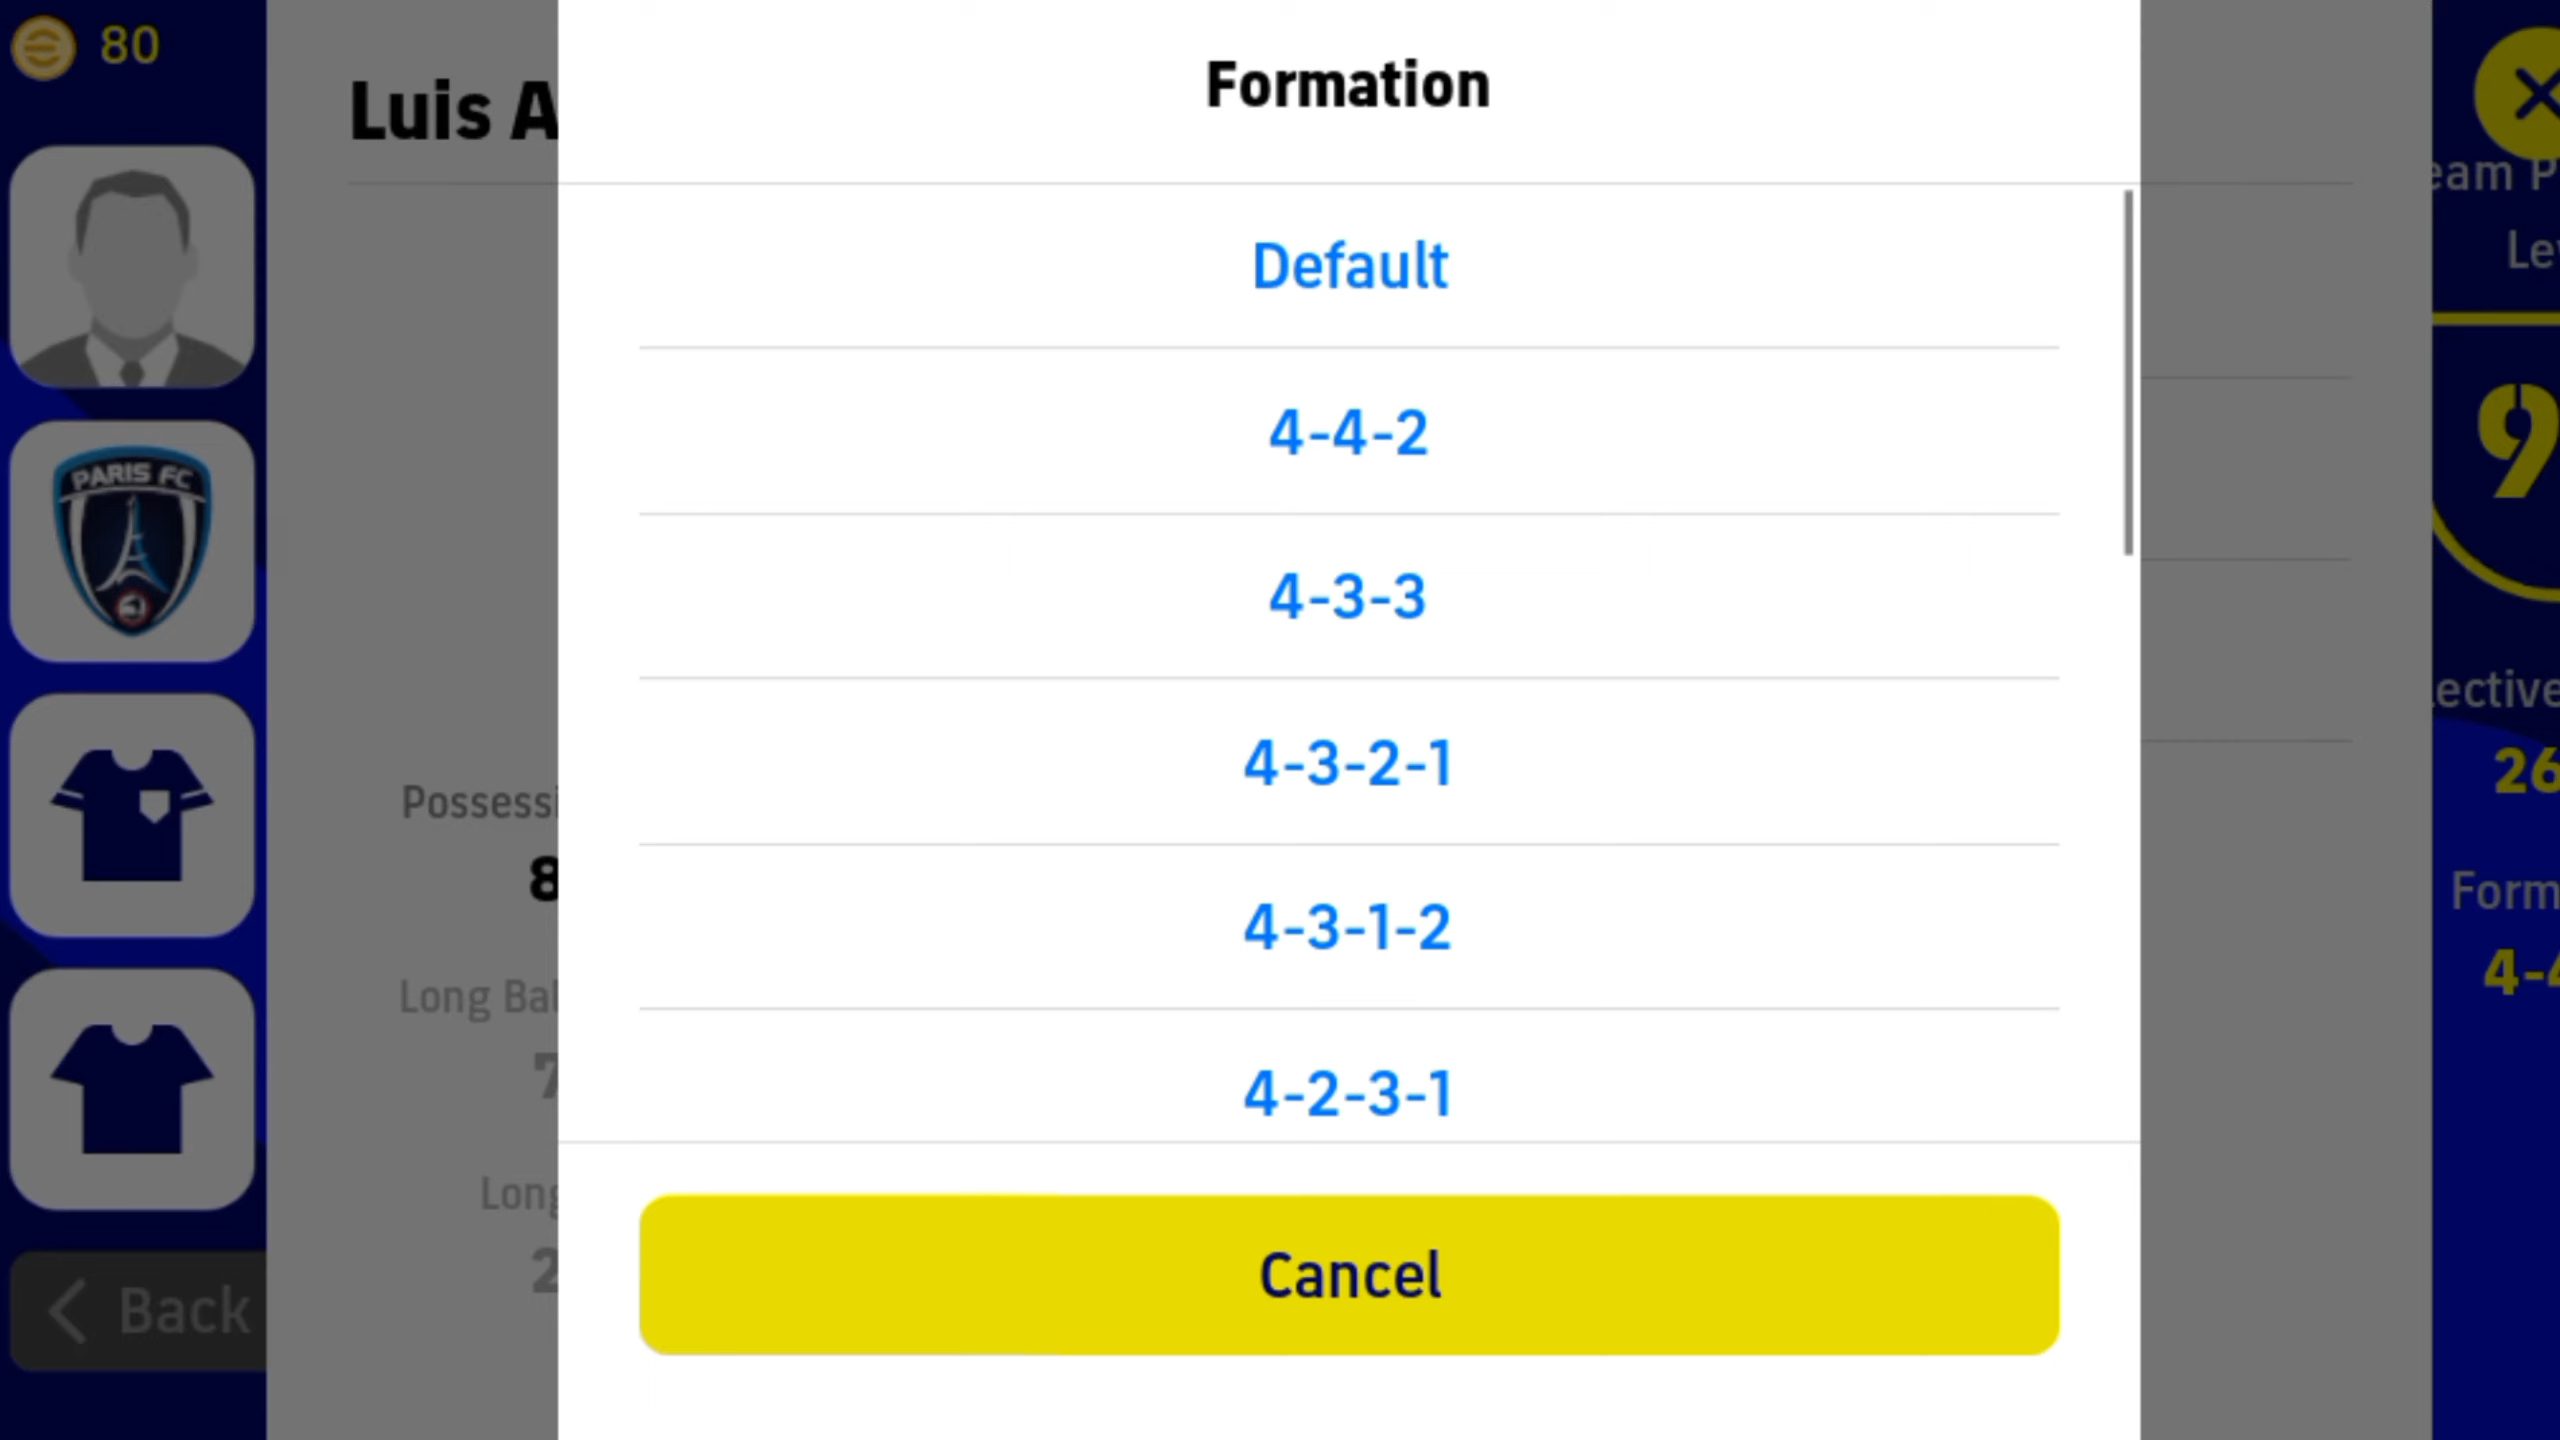 80
Luis A
PARIS FC
Possessi
8
Long Bal
7
Long
2
Back
Formation
Default
4-4-2
4-3-3
4-3-2-1
4-3-1-2
4-2-3-1
Cancel
eam P
Le
9
ective
26
Form
4-4